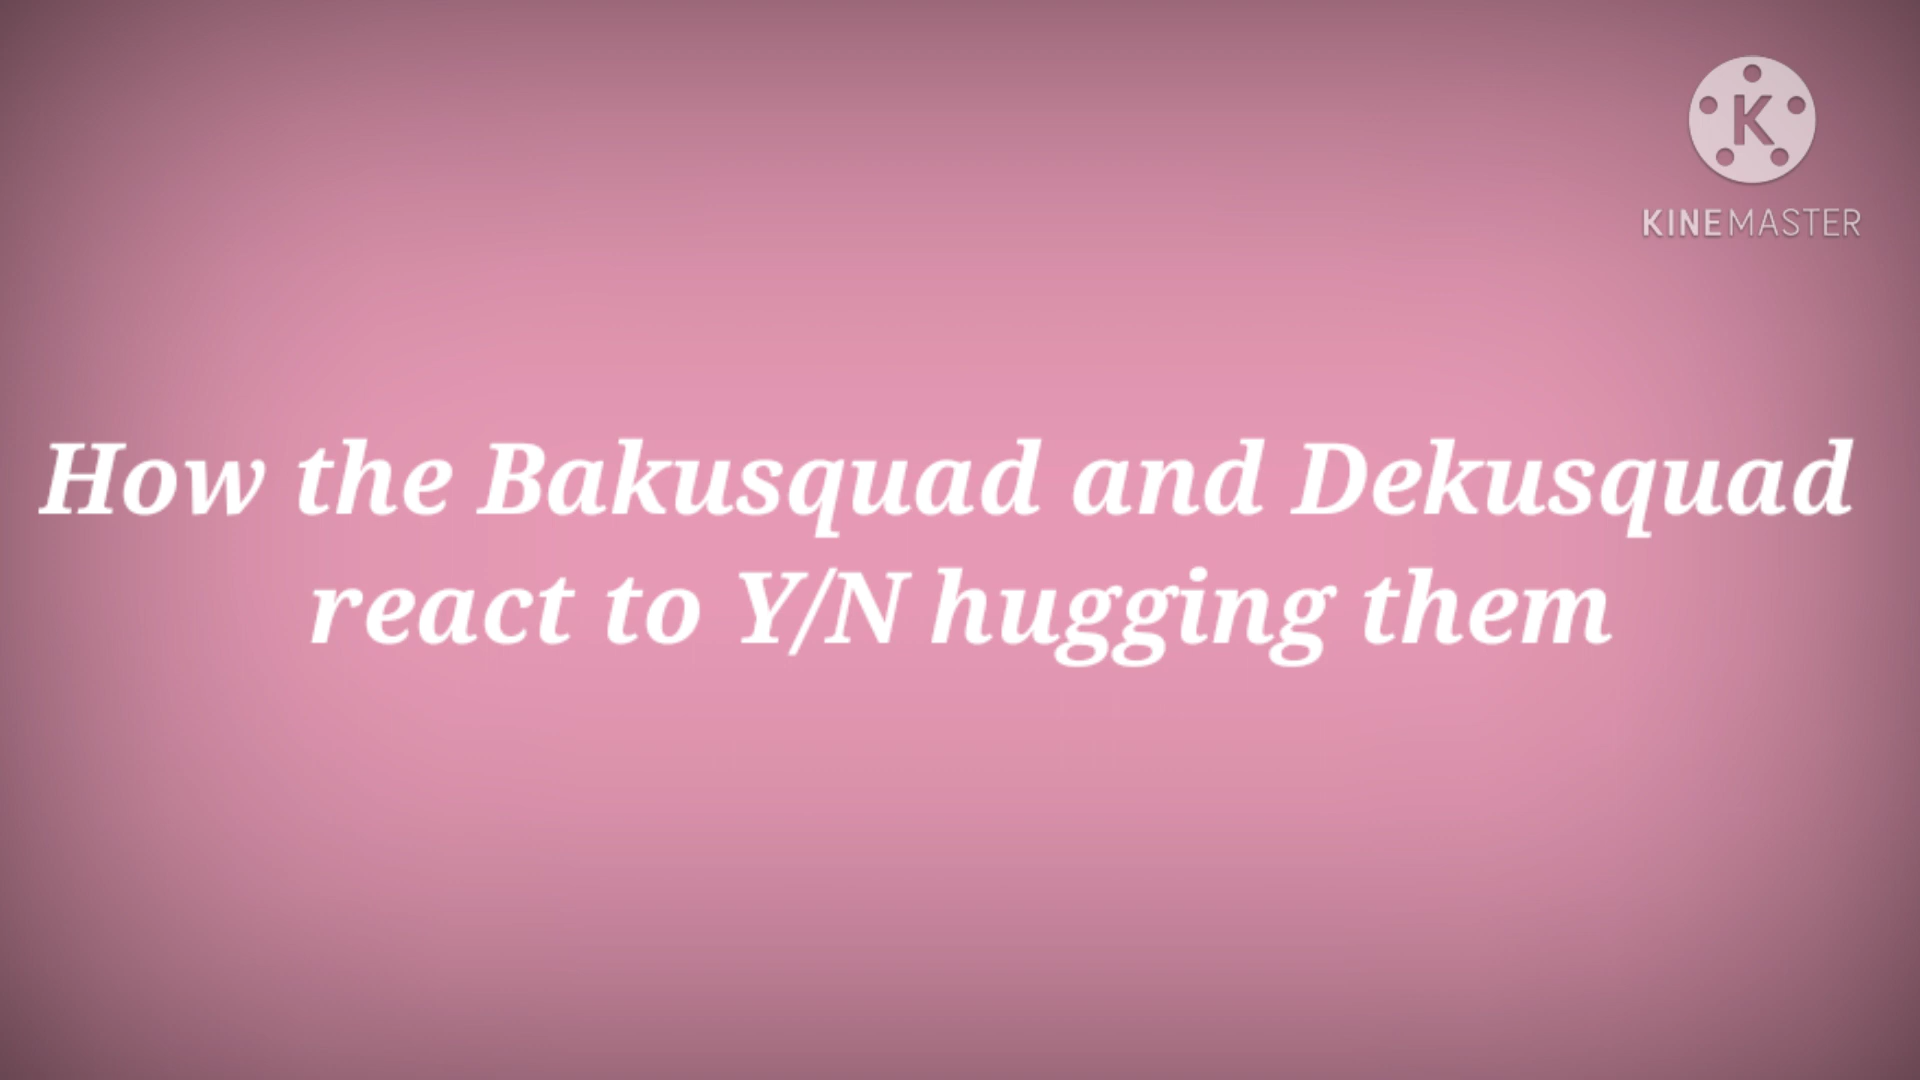 K
KINEMASTER
How the Bakusquad and Dekusquad
react to Y/N hugging them